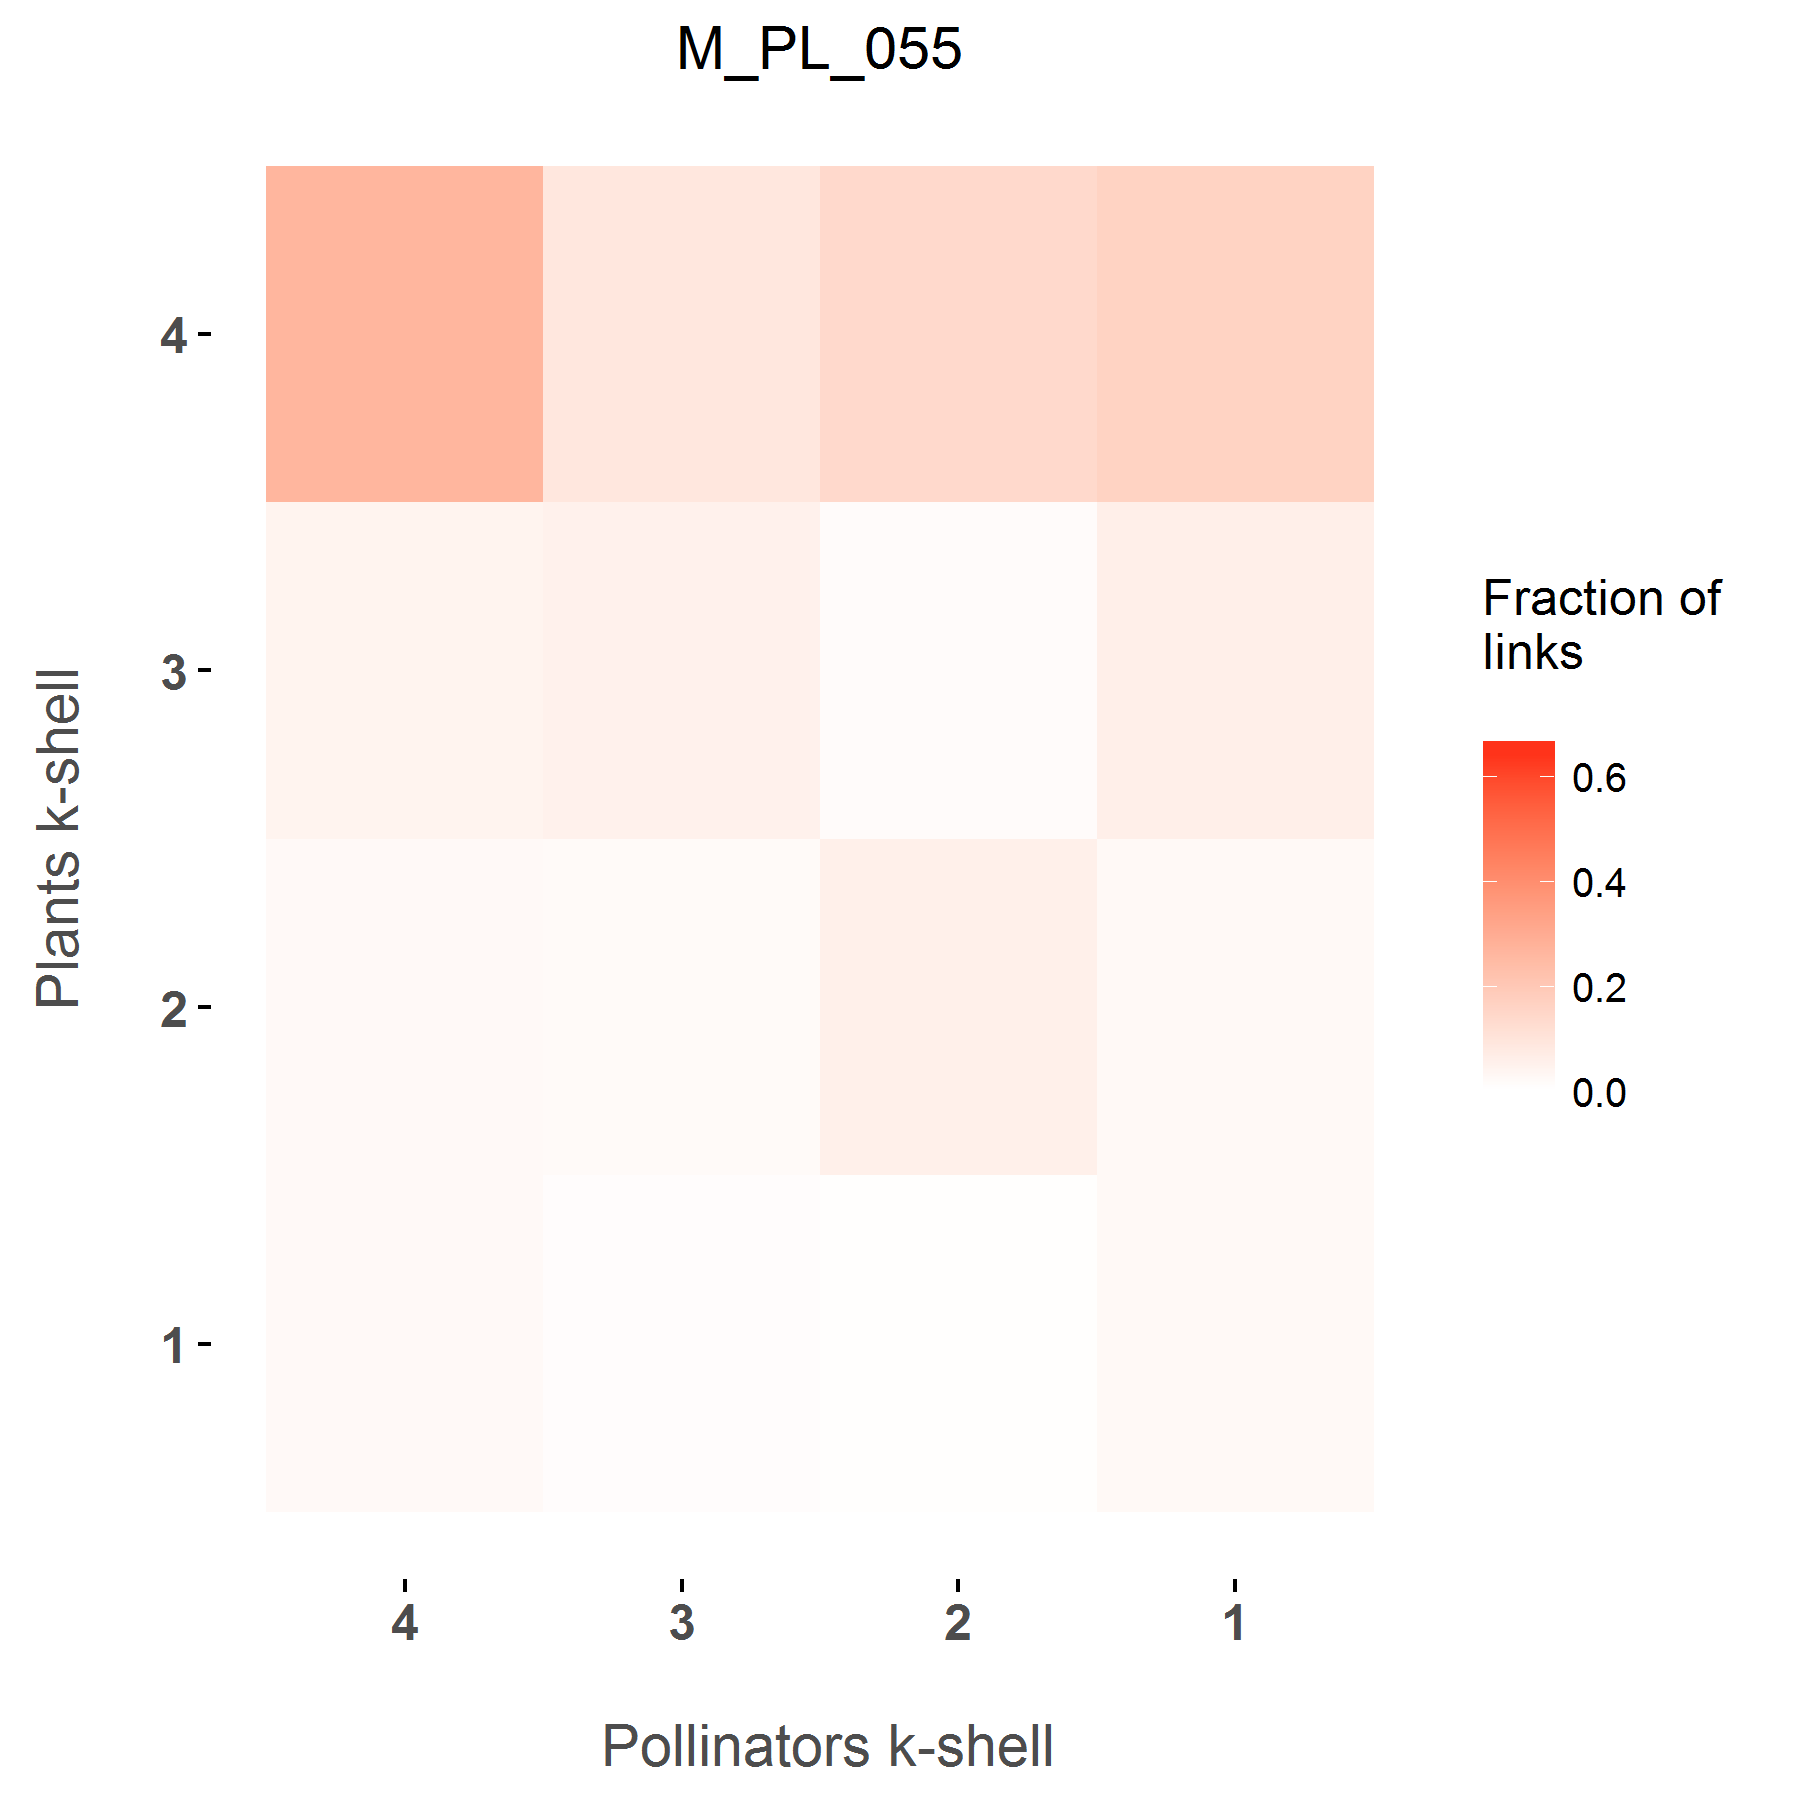 M_PL_055
Plants k-shell
4
3
2
1
4 3 2 1
Pollinators k-shell
Fraction of
links
0.6
0.4
0.2
0.0